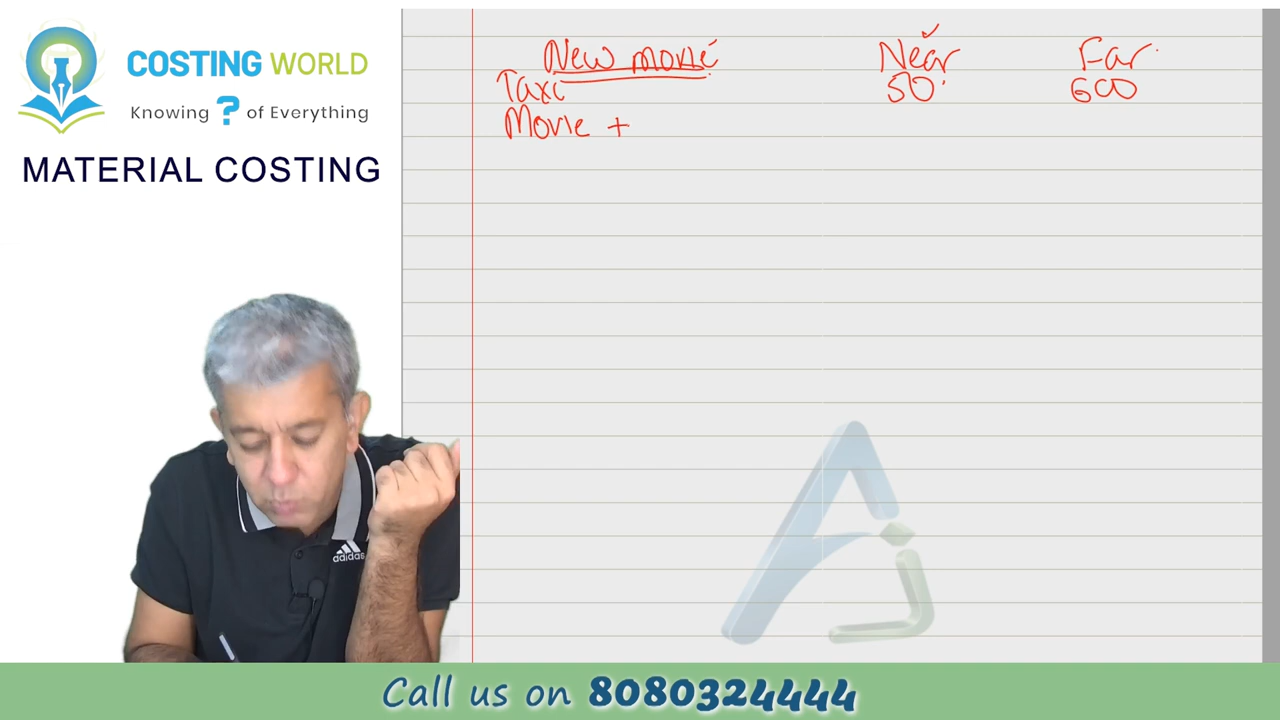 COSTING WORLD
Knowing ? of Everything
MATERIAL COSTING
New movie Near Far
Taxi 50 600
Movie +
adidas
Call us on 8080324444